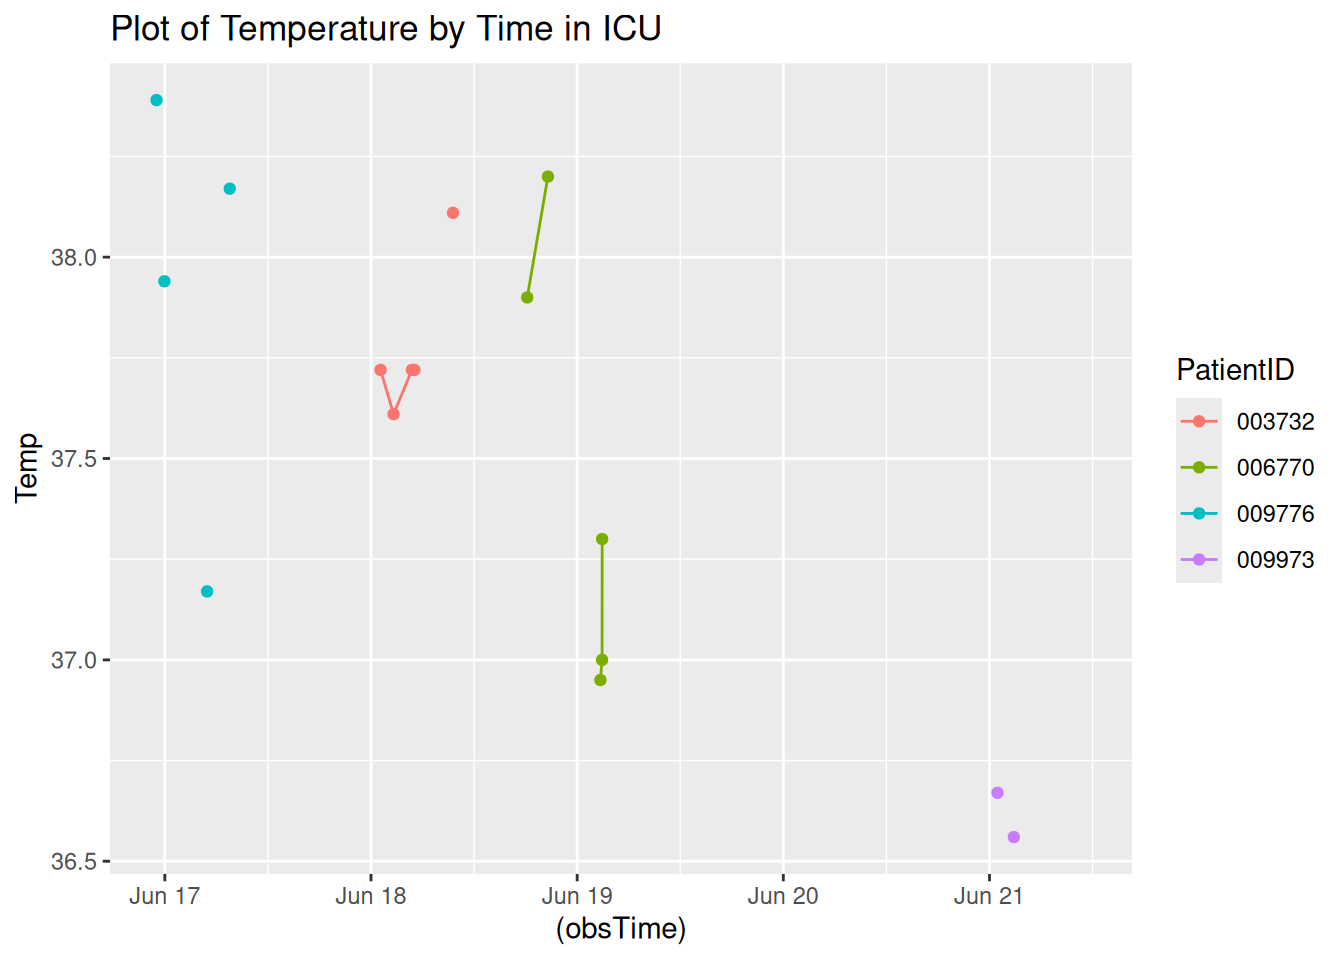 Plot of Temperature by Time in ICU
Temp
38.0
37.5
37.0
36.5
Jun 17 Jun 18 Jun 19 Jun 20 Jun 21
(obsTime)
PatientID
003732
006770
009776
009973